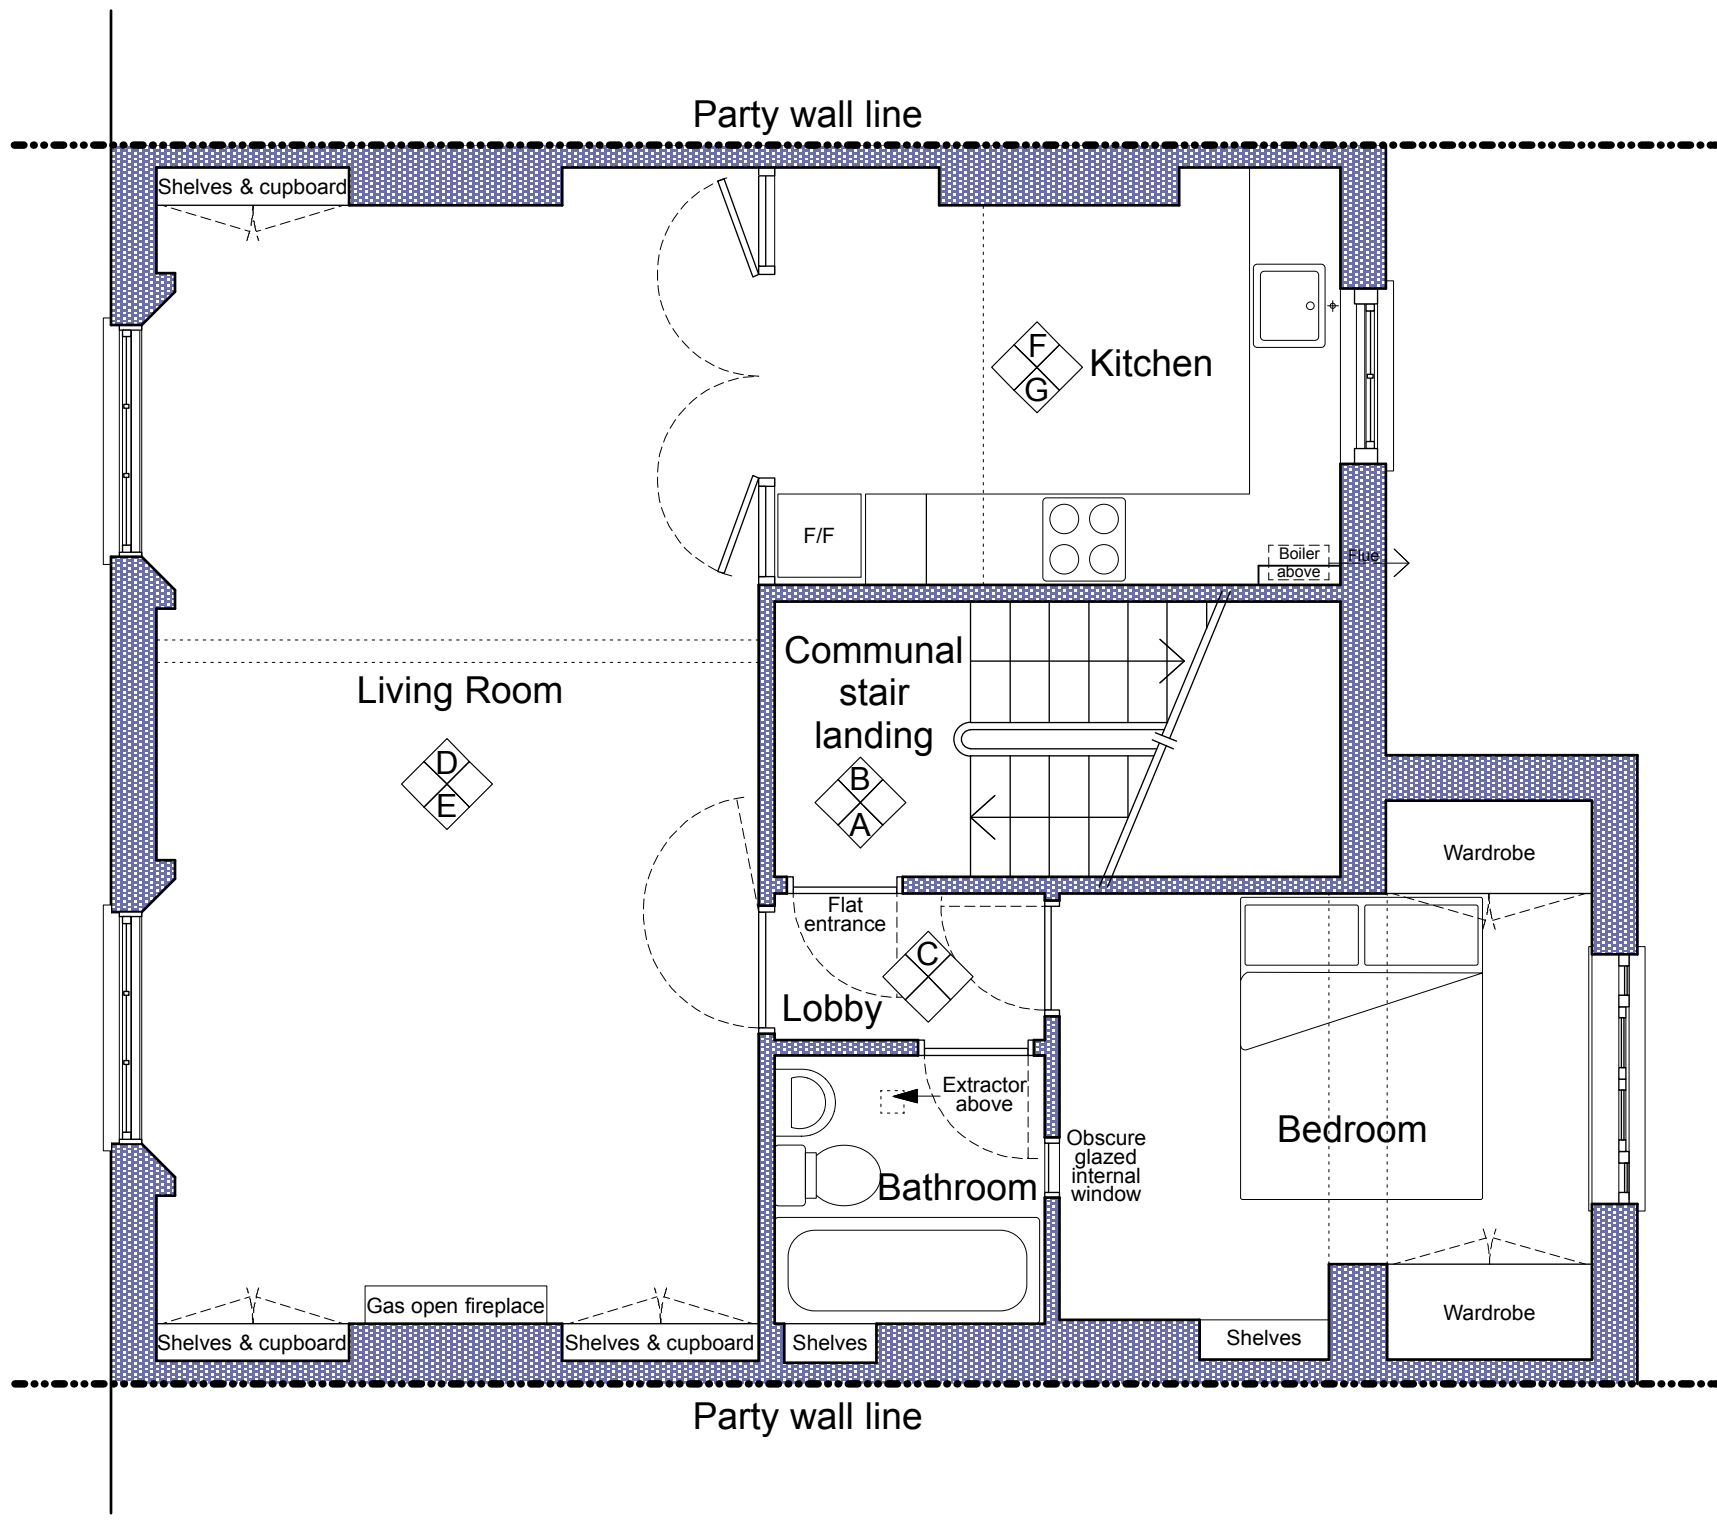 Party wall line
Shelves & cupboard
F
Kitchen
G
F/F
Boiler
above
Flue
Communal
stair
landing
Living Room
D
E
B
A
Wardrobe
Flat
entrance
C
Lobby
Extractor
above
Obscure
glazed
internal
window
Bedroom
Bathroom
Gas open fireplace
Shelves & cupboard
Shelves & cupboard
Shelves
Shelves
Wardrobe
Party wall line